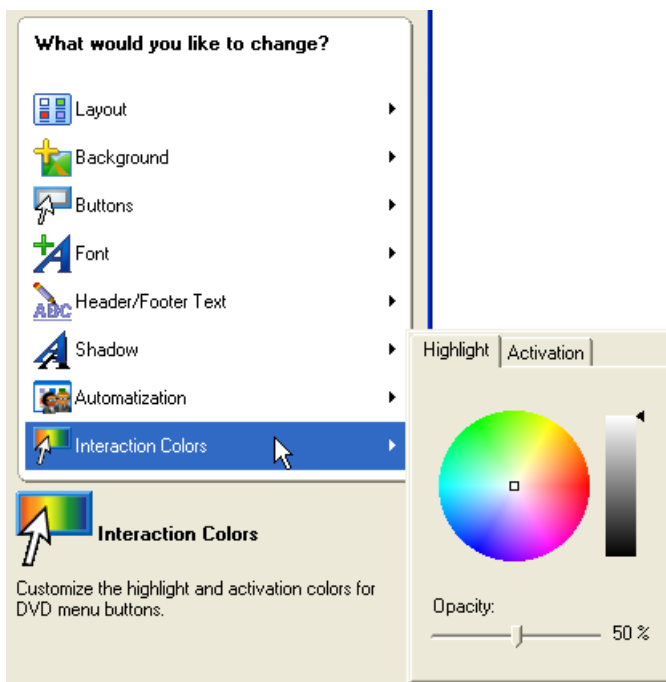 What would you like to change?
Layout
Background
Buttons
Font
ABC Header/Footer Text
Shadow
Highlight Activation
Automatization
Interaction Colors
Interaction Colors
Customize the highlight and activation colors for
DVD menu buttons.
Opacity:
50 %